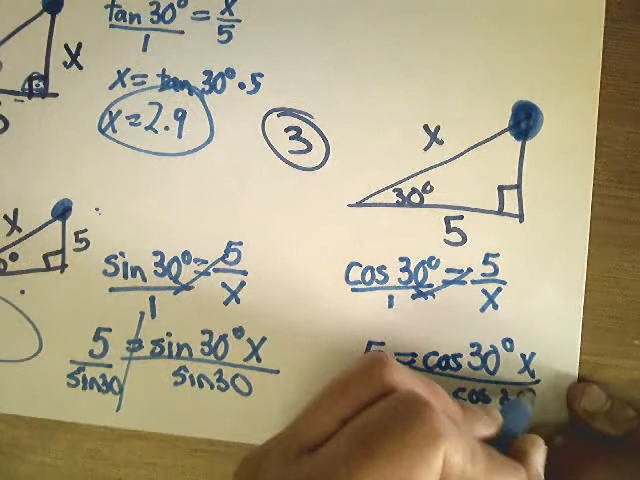 tan 30° = x
1 5
x = tan 30° · 5
x = 2.9
x
3
x
30°
5
x
5
sin 30° = 5
1 x
5 = sin 30° x
sin30 sin30
cos 30° = 5
1 x
5 = cos 30° x
cos